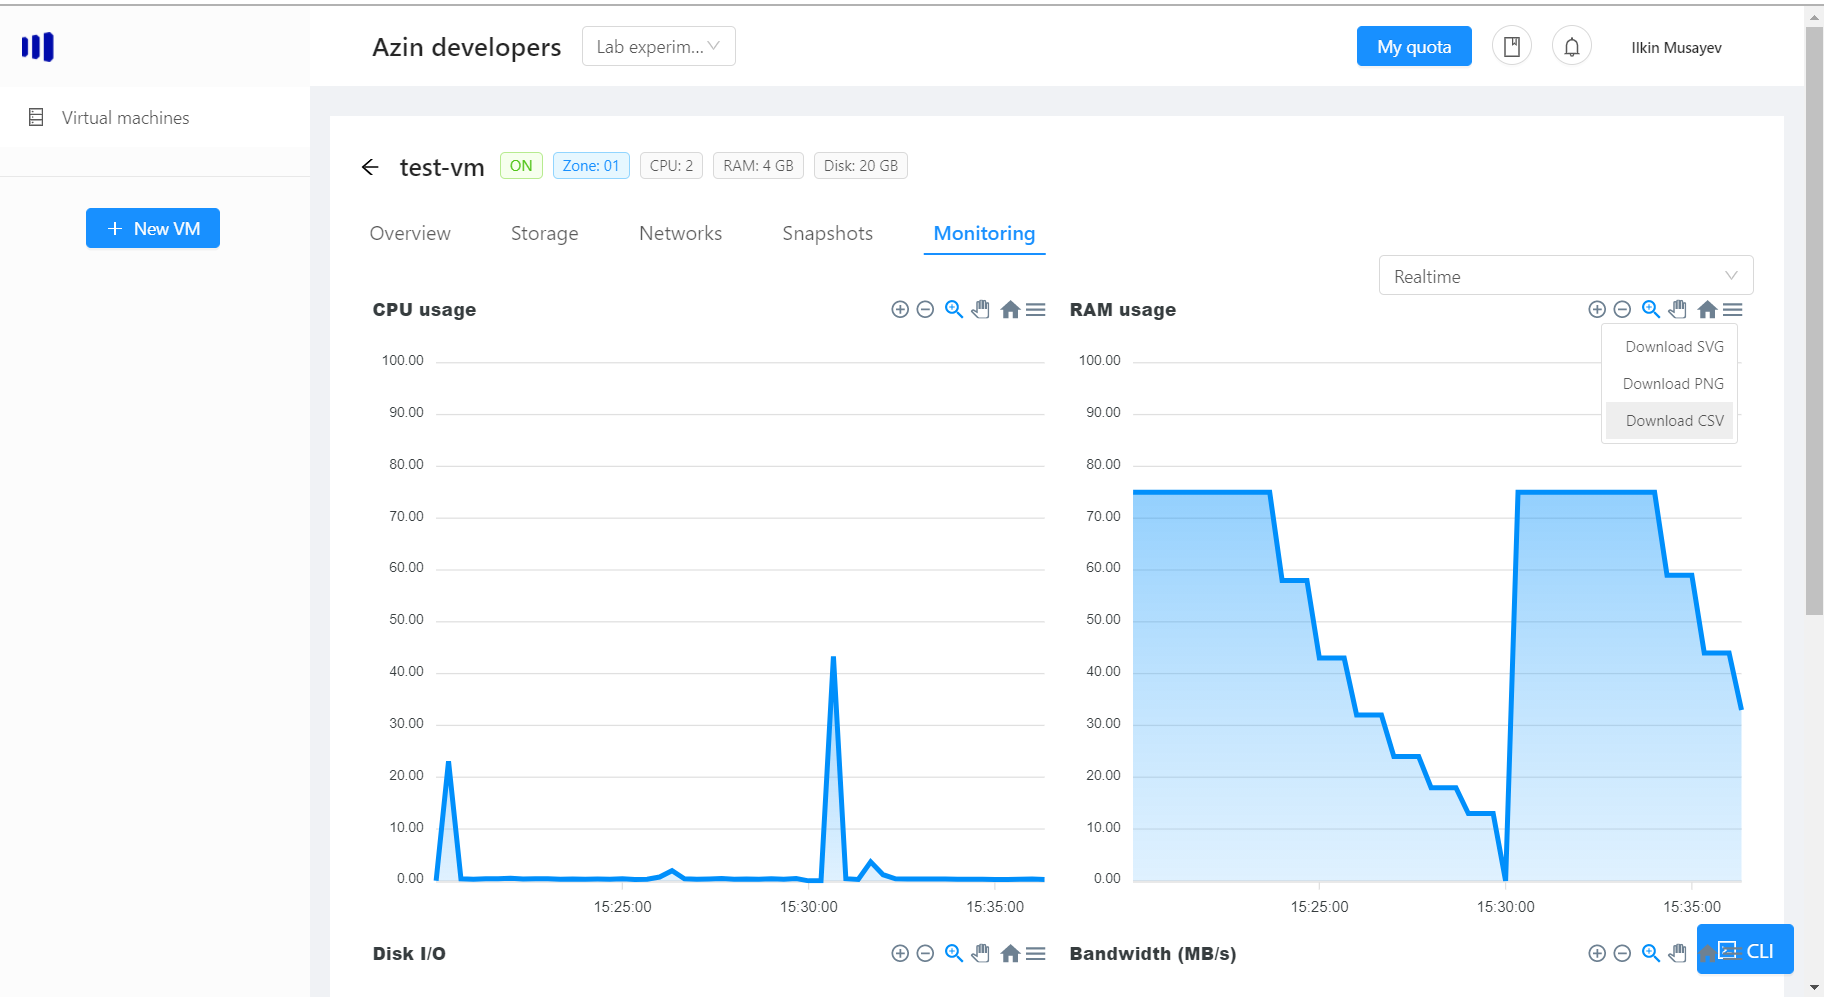 Azin developers
Lab experim...
My quota
Ilkin Musayev
Virtual machines
New VM
test-vm
ON
Zone: 01
CPU: 2
RAM: 4 GB
Disk: 20 GB
Overview
Storage
Networks
Snapshots
Monitoring
Realtime
CPU usage
100.00
90.00
80.00
70.00
60.00
50.00
40.00
30.00
20.00
10.00
0.00
15:25:00
15:30:00
15:35:00
RAM usage
Download SVG
Download PNG
Download CSV
100.00
90.00
80.00
70.00
60.00
50.00
40.00
30.00
20.00
10.00
0.00
15:25:00
15:30:00
15:35:00
Disk I/O
Bandwidth (MB/s)
CLI